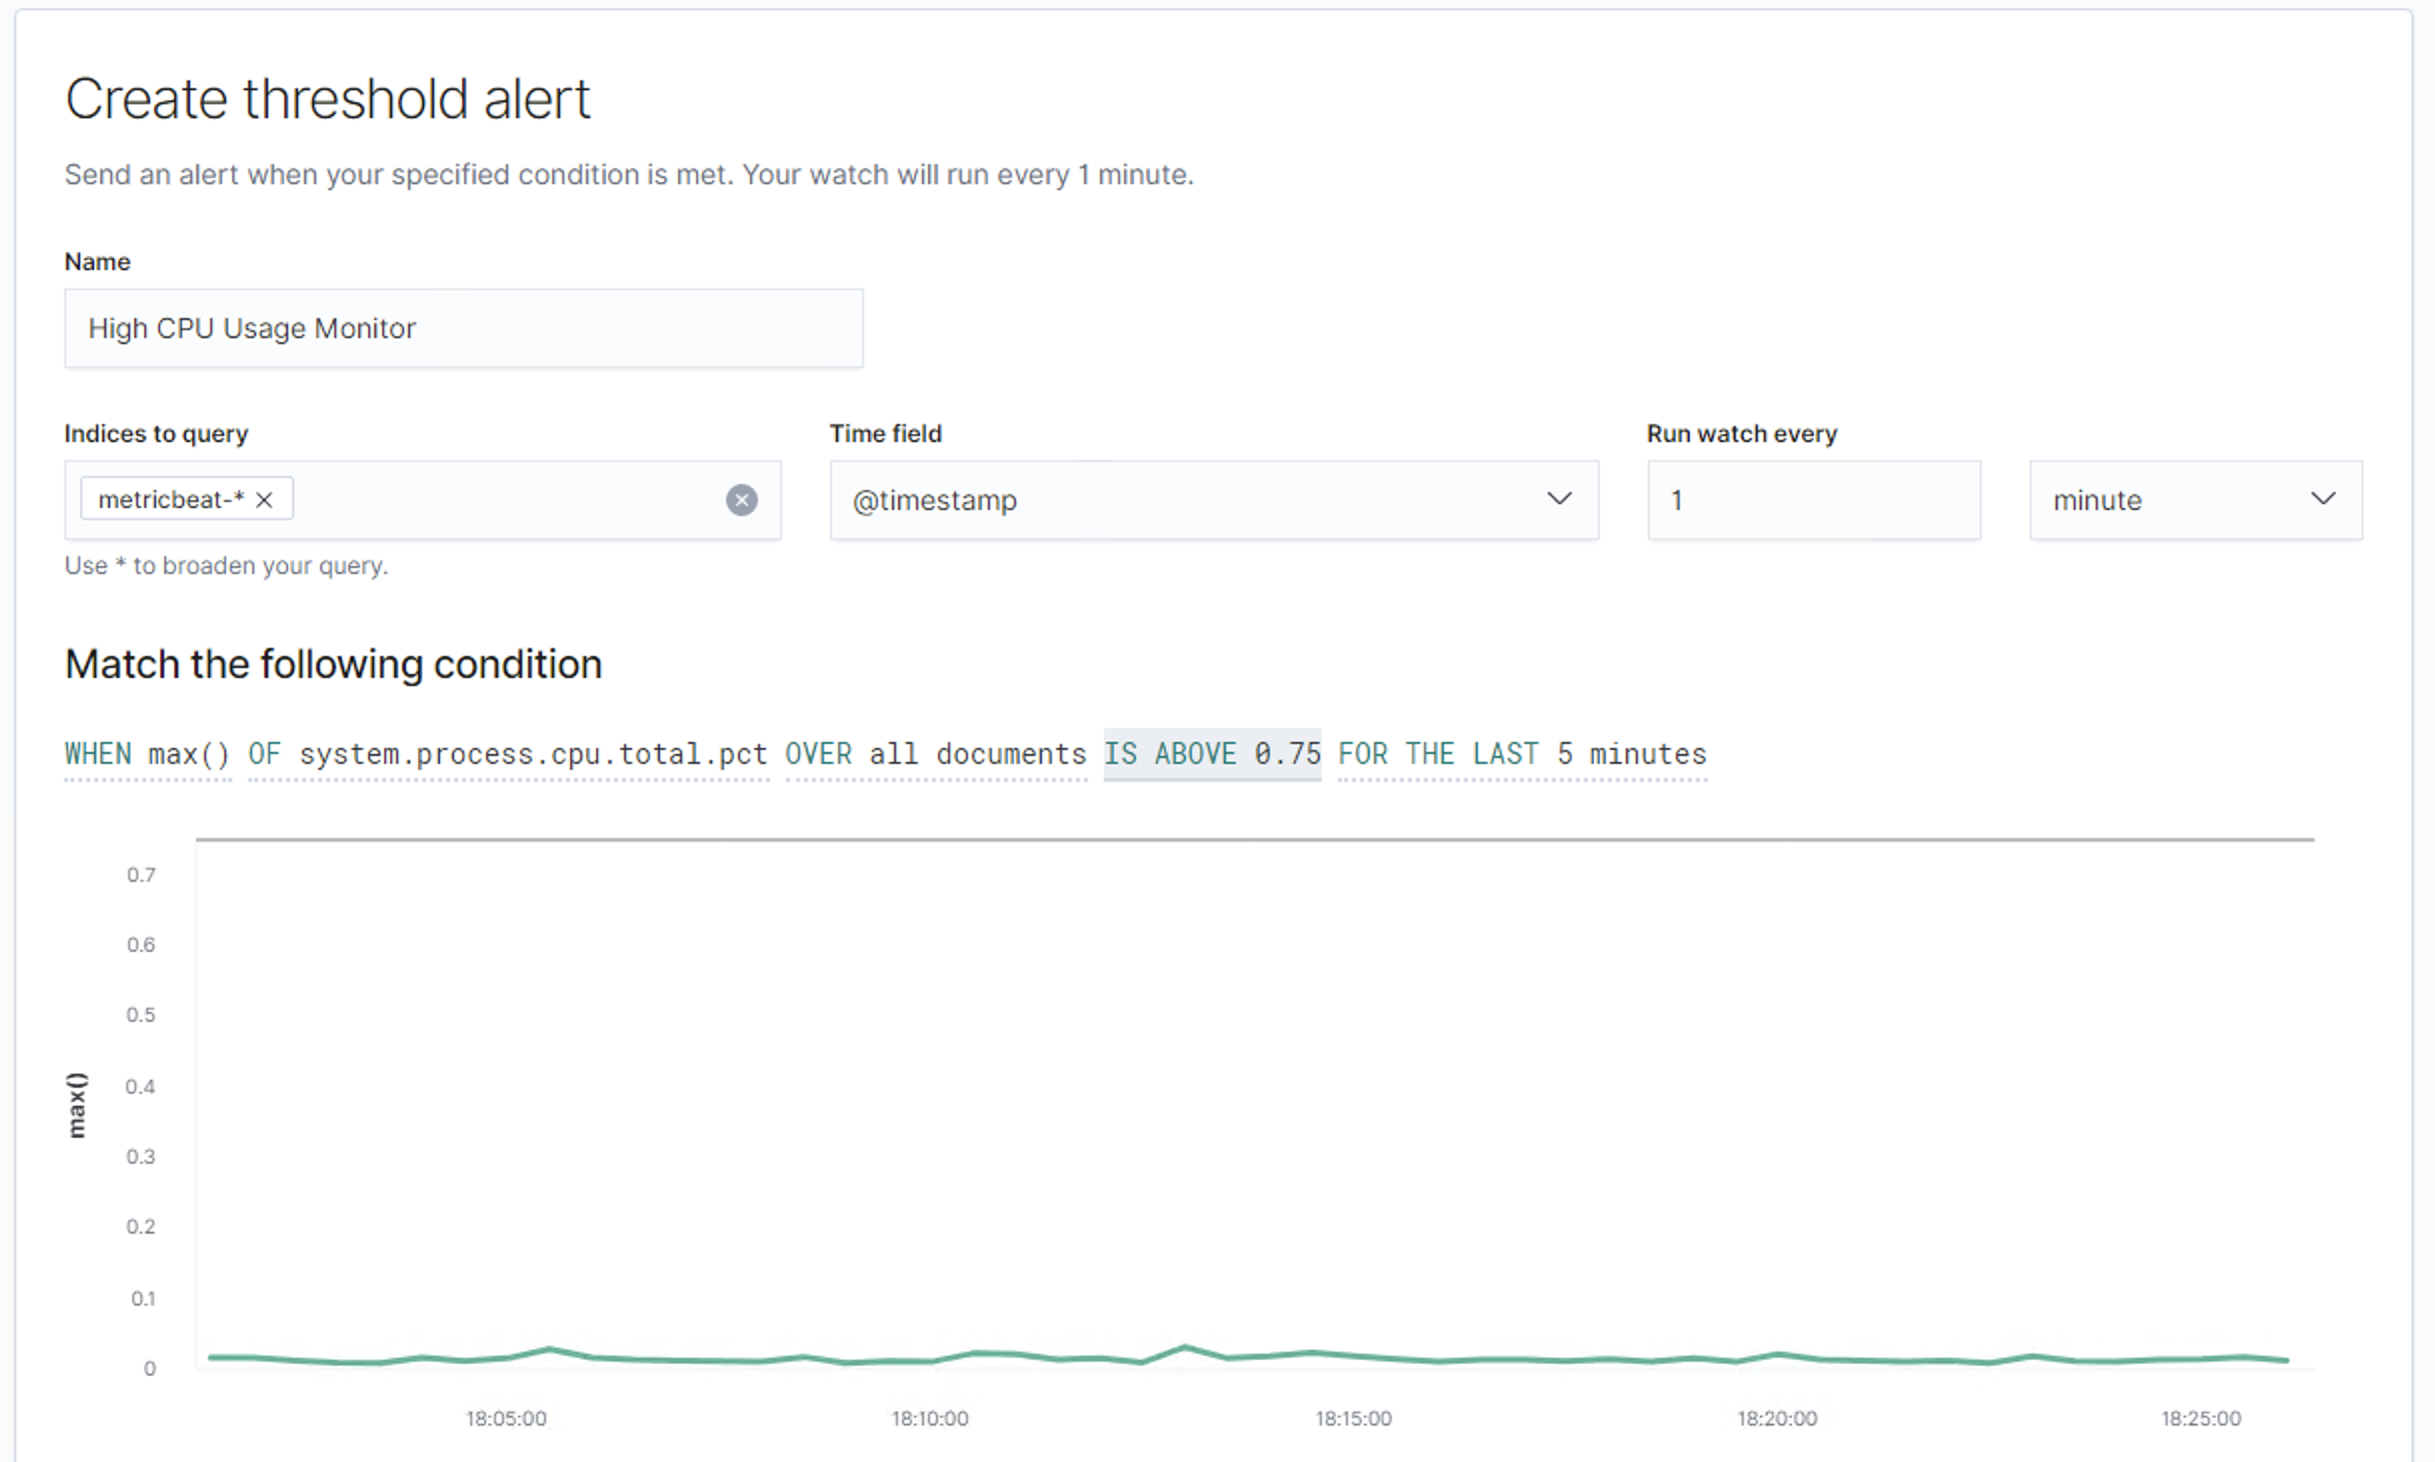 Create threshold alert
Send an alert when your specified condition is met. Your watch will run every 1 minute.
Name
High CPU Usage Monitor
Indices to query Time field Run watch every
metricbeat-* @timestamp 1 minute
Use * to broaden your query.
Match the following condition
WHEN max() OF system.process.cpu.total.pct OVER all documents IS ABOVE 0.75 FOR THE LAST 5 minutes
0.7
0.6
0.5
0.4
max()
0.3
0.2
0.1
0
18:05:00 18:10:00 18:15:00 18:20:00 18:25:00